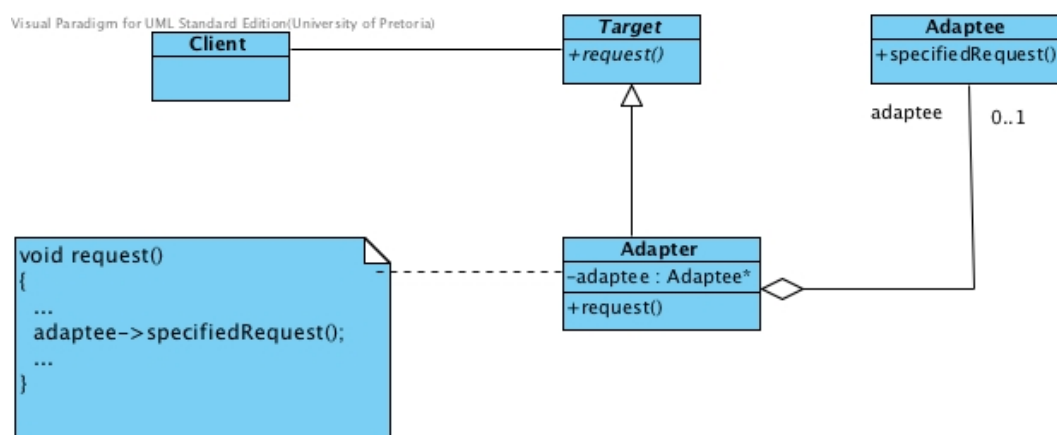 Visual Paradigm for UML Standard Edition(University of Pretoria)
Client
Target
+request()
Adaptee
+specifiedRequest()
adaptee
0..1
void request()
{
...
adaptee->specifiedRequest();
...
}
Adapter
-adaptee : Adaptee*
+request()